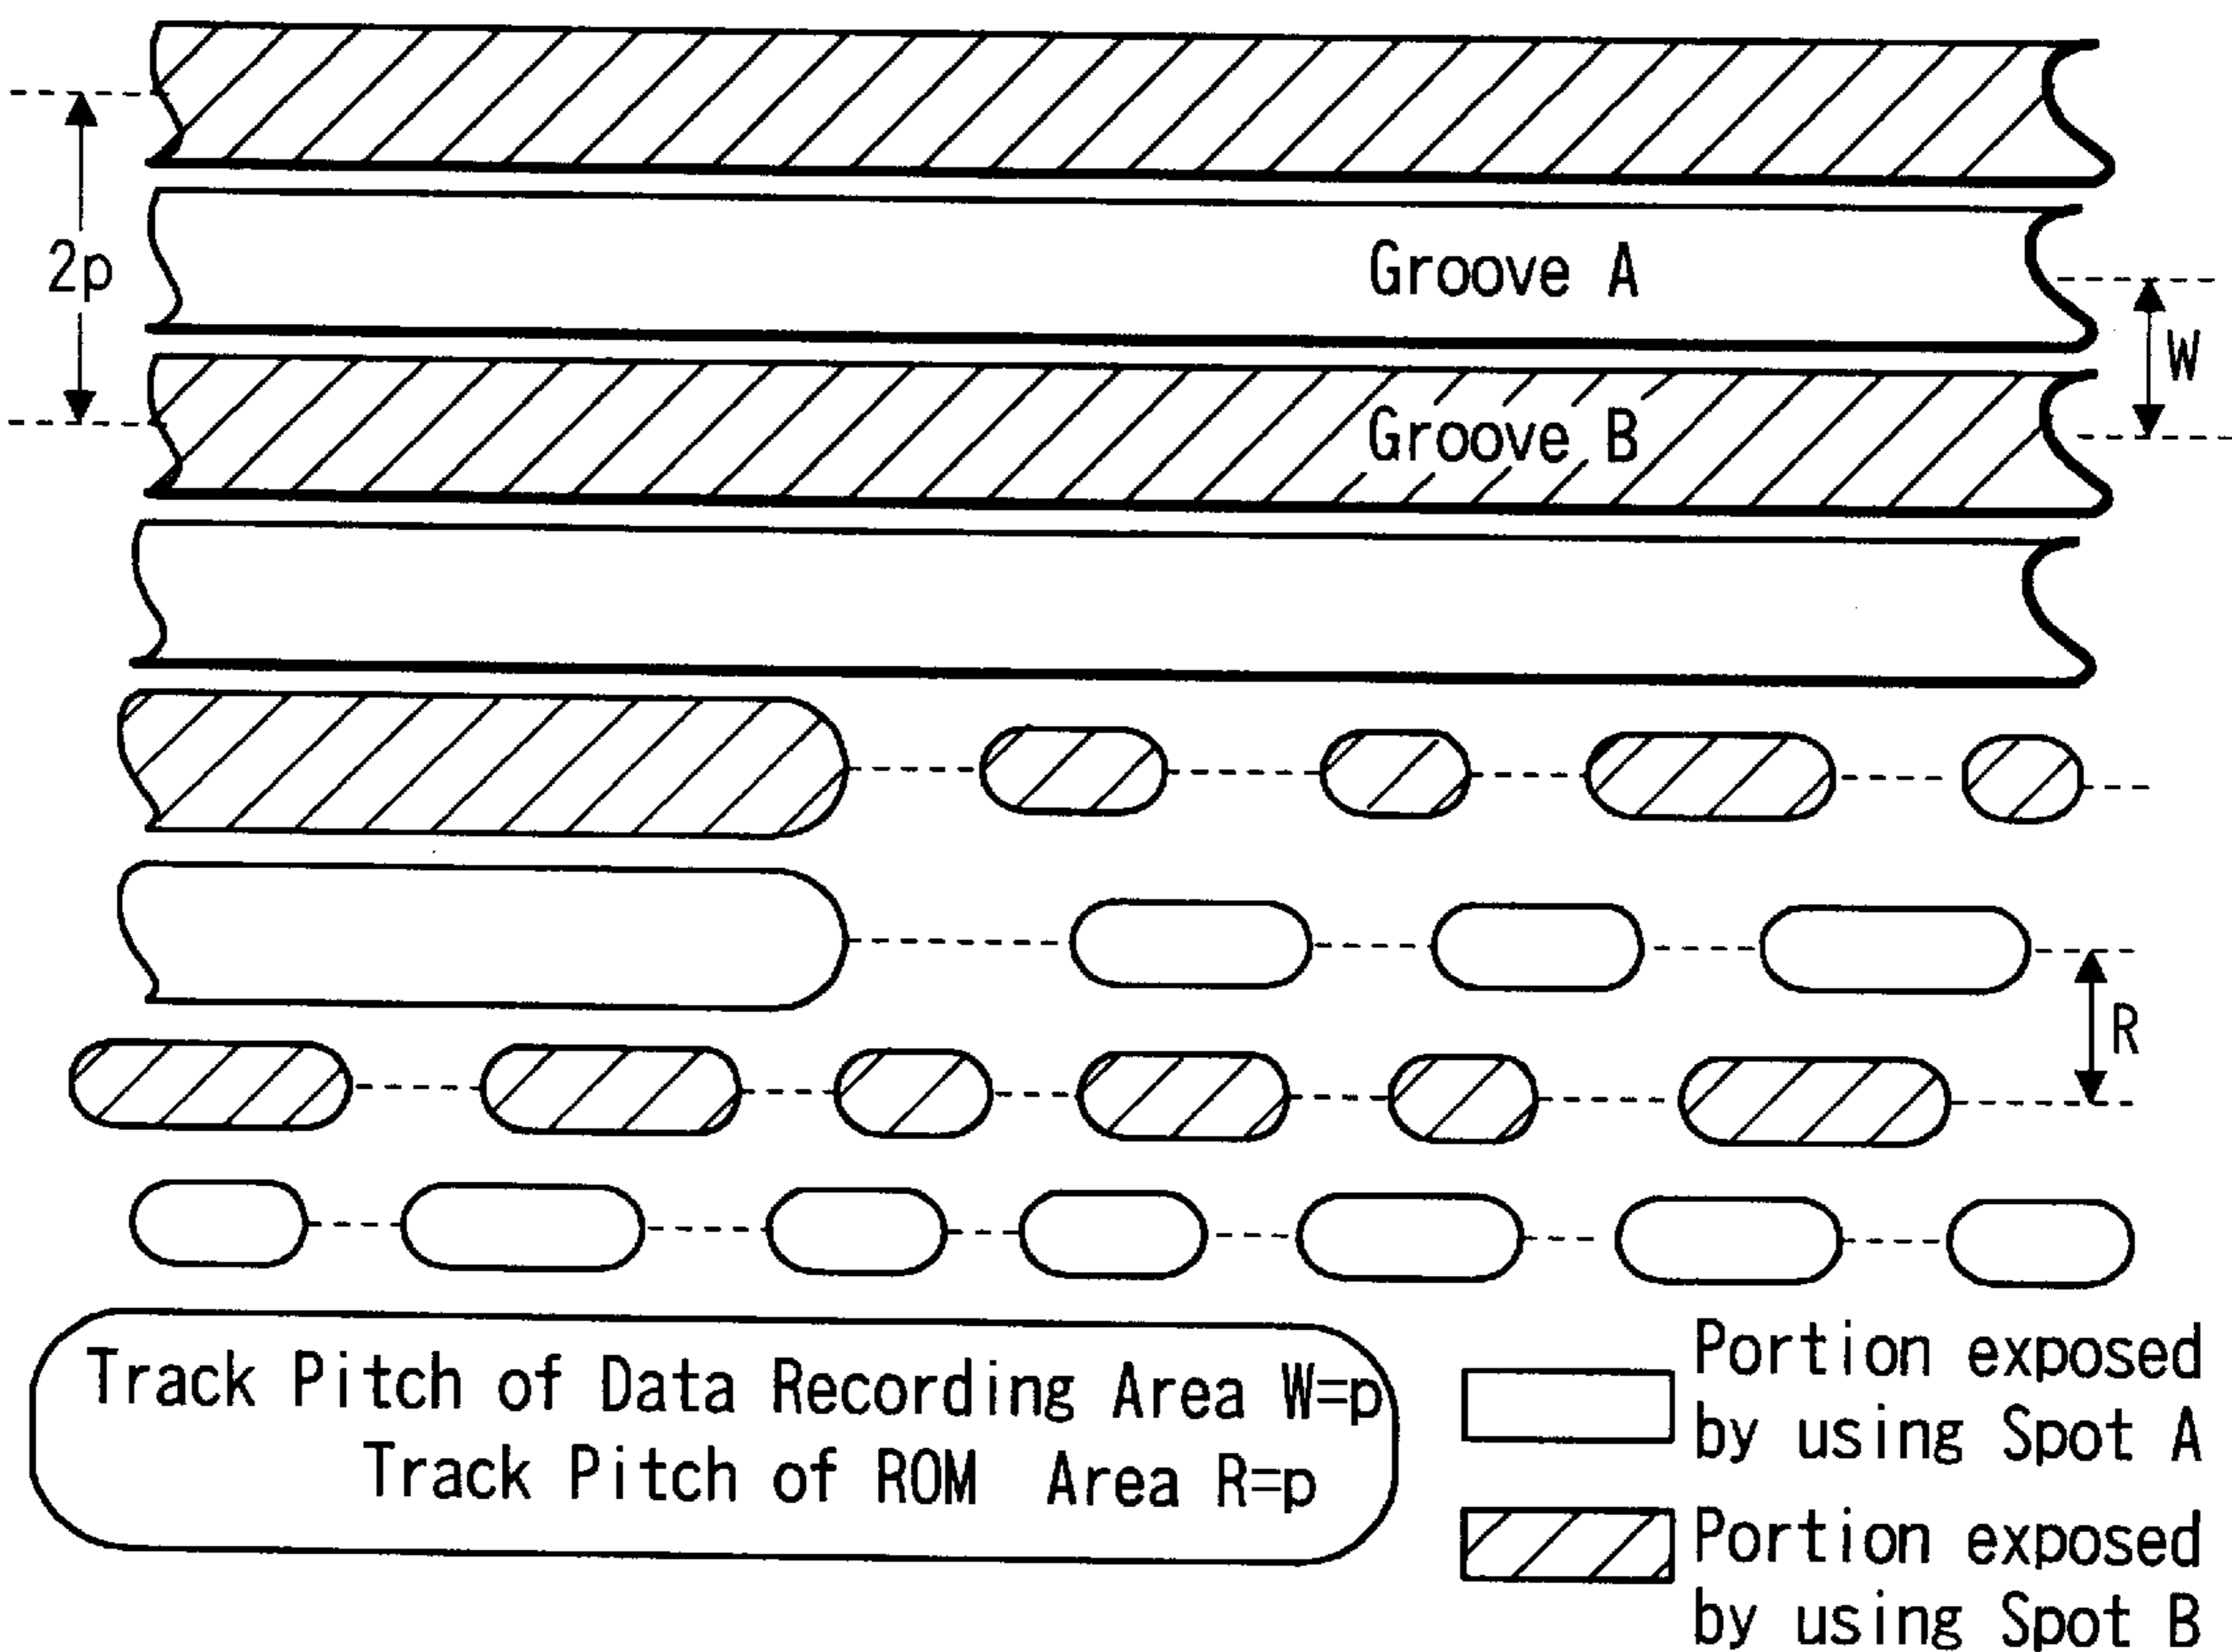 2p
Groove A
W
Groove B
R
Track Pitch of Data Recording Area W=p
Track Pitch of ROM Area R=p
Portion exposed
by using Spot A
Portion exposed
by using Spot B